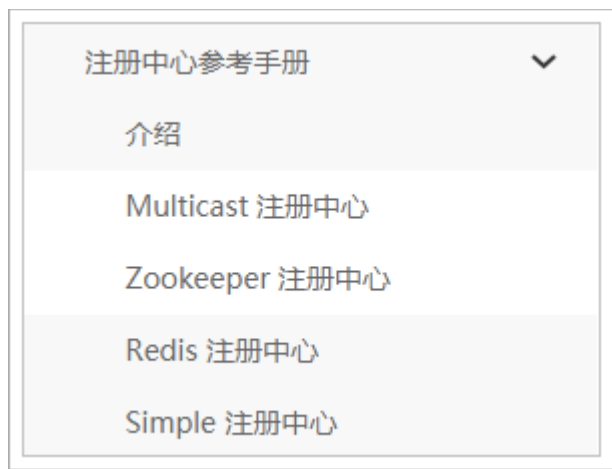 注册中心参考手册
介绍
Multicast 注册中心
Zookeeper 注册中心
Redis 注册中心
Simple 注册中心